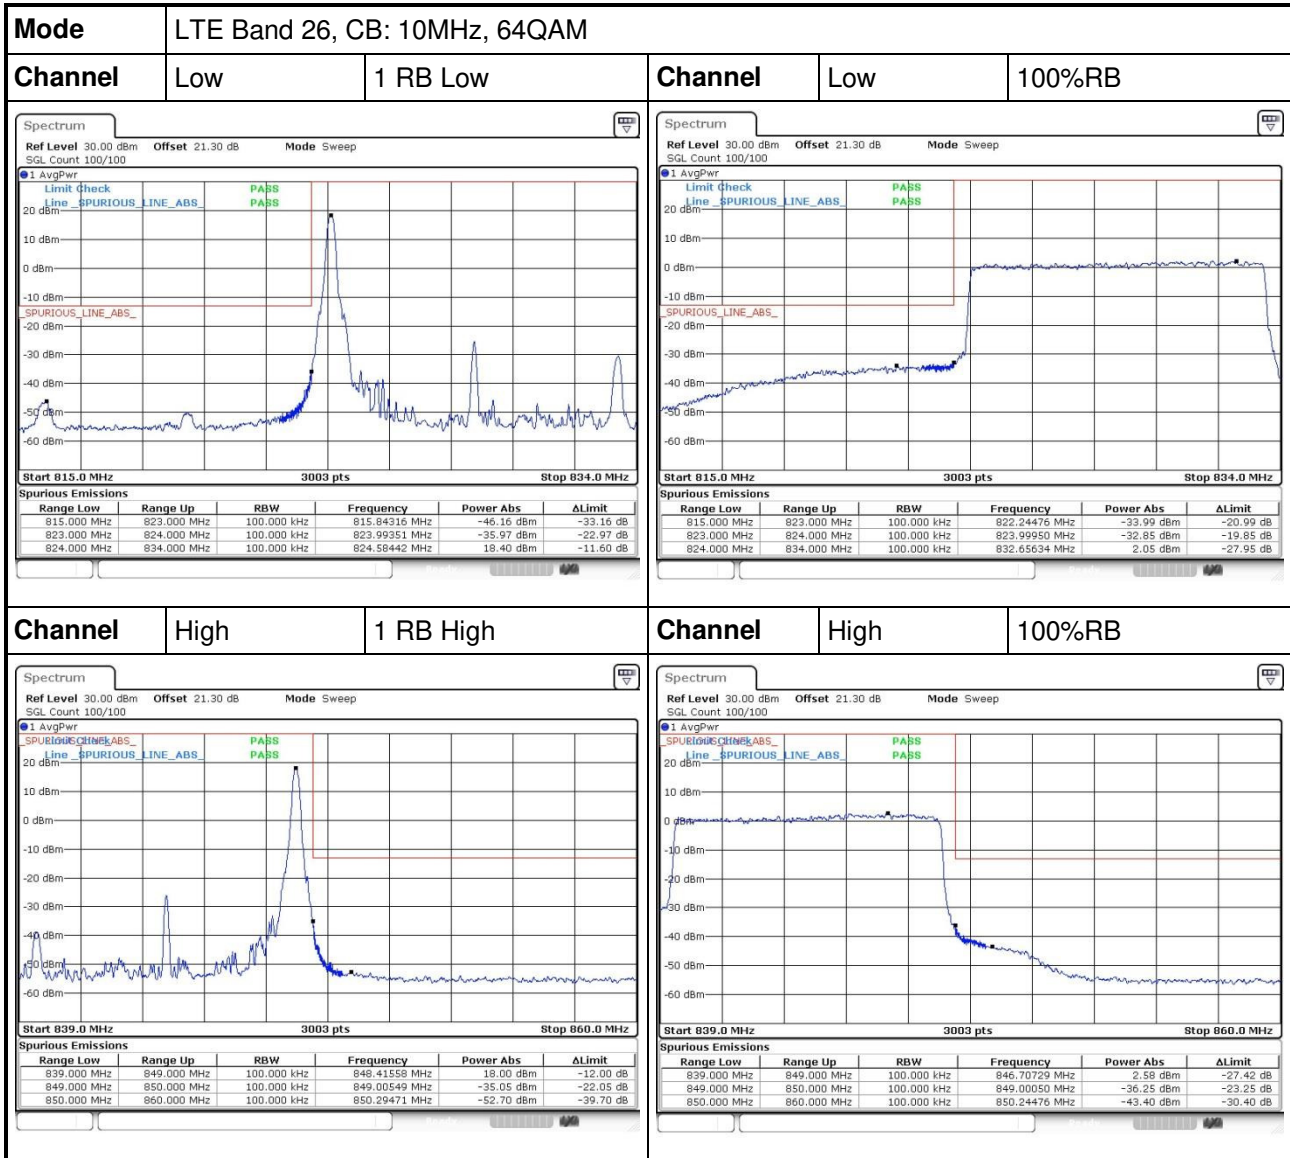 Mode LTE Band 26, CB: 10MHz, 64QAM
Channel Low 1 RB Low Channel Low 100%RB
Spectrum
Ref Level 30.00 dBm Offset 21.30 dB Mode Sweep
SGL Count 100/100
1 AvgPwr
Limit Check PASS
Line _SPURIOUS_LINE_ABS_ PASS
20 dBm
10 dBm
0 dBm
-10 dBm
_SPURIOUS_LINE_ABS_
-20 dBm
-30 dBm
-40 dBm
-50 dBm
-60 dBm
Start 815.0 MHz 3003 pts Stop 834.0 MHz
Spurious Emissions
Range Low Range Up RBW Frequency Power Abs ΔLimit
815.000 MHz 823.000 MHz 100.000 kHz 815.84316 MHz -46.16 dBm -33.16 dB
823.000 MHz 824.000 MHz 100.000 kHz 823.99351 MHz -35.97 dBm -22.97 dB
824.000 MHz 834.000 MHz 100.000 kHz 824.58442 MHz 18.40 dBm -11.60 dB
Spectrum
Ref Level 30.00 dBm Offset 21.30 dB Mode Sweep
SGL Count 100/100
1 AvgPwr
Limit Check PASS
Line _SPURIOUS_LINE_ABS_ PASS
20 dBm
10 dBm
0 dBm
-10 dBm
_SPURIOUS_LINE_ABS_
-20 dBm
-30 dBm
-40 dBm
-50 dBm
-60 dBm
Start 815.0 MHz 3003 pts Stop 834.0 MHz
Spurious Emissions
Range Low Range Up RBW Frequency Power Abs ΔLimit
815.000 MHz 823.000 MHz 100.000 kHz 822.24476 MHz -33.99 dBm -20.99 dB
823.000 MHz 824.000 MHz 100.000 kHz 823.99950 MHz -32.85 dBm -19.85 dB
824.000 MHz 834.000 MHz 100.000 kHz 832.65634 MHz 2.05 dBm -27.95 dB
Channel High 1 RB High Channel High 100%RB
Spectrum
Ref Level 30.00 dBm Offset 21.30 dB Mode Sweep
SGL Count 100/100
1 AvgPwr
_SPURIOUS_LINE_ABS_
Limit Check PASS
Line _SPURIOUS_LINE_ABS_ PASS
20 dBm
10 dBm
0 dBm
-10 dBm
-20 dBm
-30 dBm
-40 dBm
-50 dBm
-60 dBm
Start 839.0 MHz 3003 pts Stop 860.0 MHz
Spurious Emissions
Range Low Range Up RBW Frequency Power Abs ΔLimit
839.000 MHz 849.000 MHz 100.000 kHz 848.41558 MHz 18.00 dBm -12.00 dB
849.000 MHz 850.000 MHz 100.000 kHz 849.00549 MHz -35.05 dBm -22.05 dB
850.000 MHz 860.000 MHz 100.000 kHz 850.29471 MHz -52.70 dBm -39.70 dB
Spectrum
Ref Level 30.00 dBm Offset 21.30 dB Mode Sweep
SGL Count 100/100
1 AvgPwr
_SPURIOUS_LINE_ABS_
Limit Check PASS
Line _SPURIOUS_LINE_ABS_ PASS
20 dBm
10 dBm
0 dBm
-10 dBm
-20 dBm
-30 dBm
-40 dBm
-50 dBm
-60 dBm
Start 839.0 MHz 3003 pts Stop 860.0 MHz
Spurious Emissions
Range Low Range Up RBW Frequency Power Abs ΔLimit
839.000 MHz 849.000 MHz 100.000 kHz 846.70729 MHz 2.58 dBm -27.42 dB
849.000 MHz 850.000 MHz 100.000 kHz 849.00050 MHz -36.25 dBm -23.25 dB
850.000 MHz 860.000 MHz 100.000 kHz 850.24476 MHz -43.40 dBm -30.40 dB